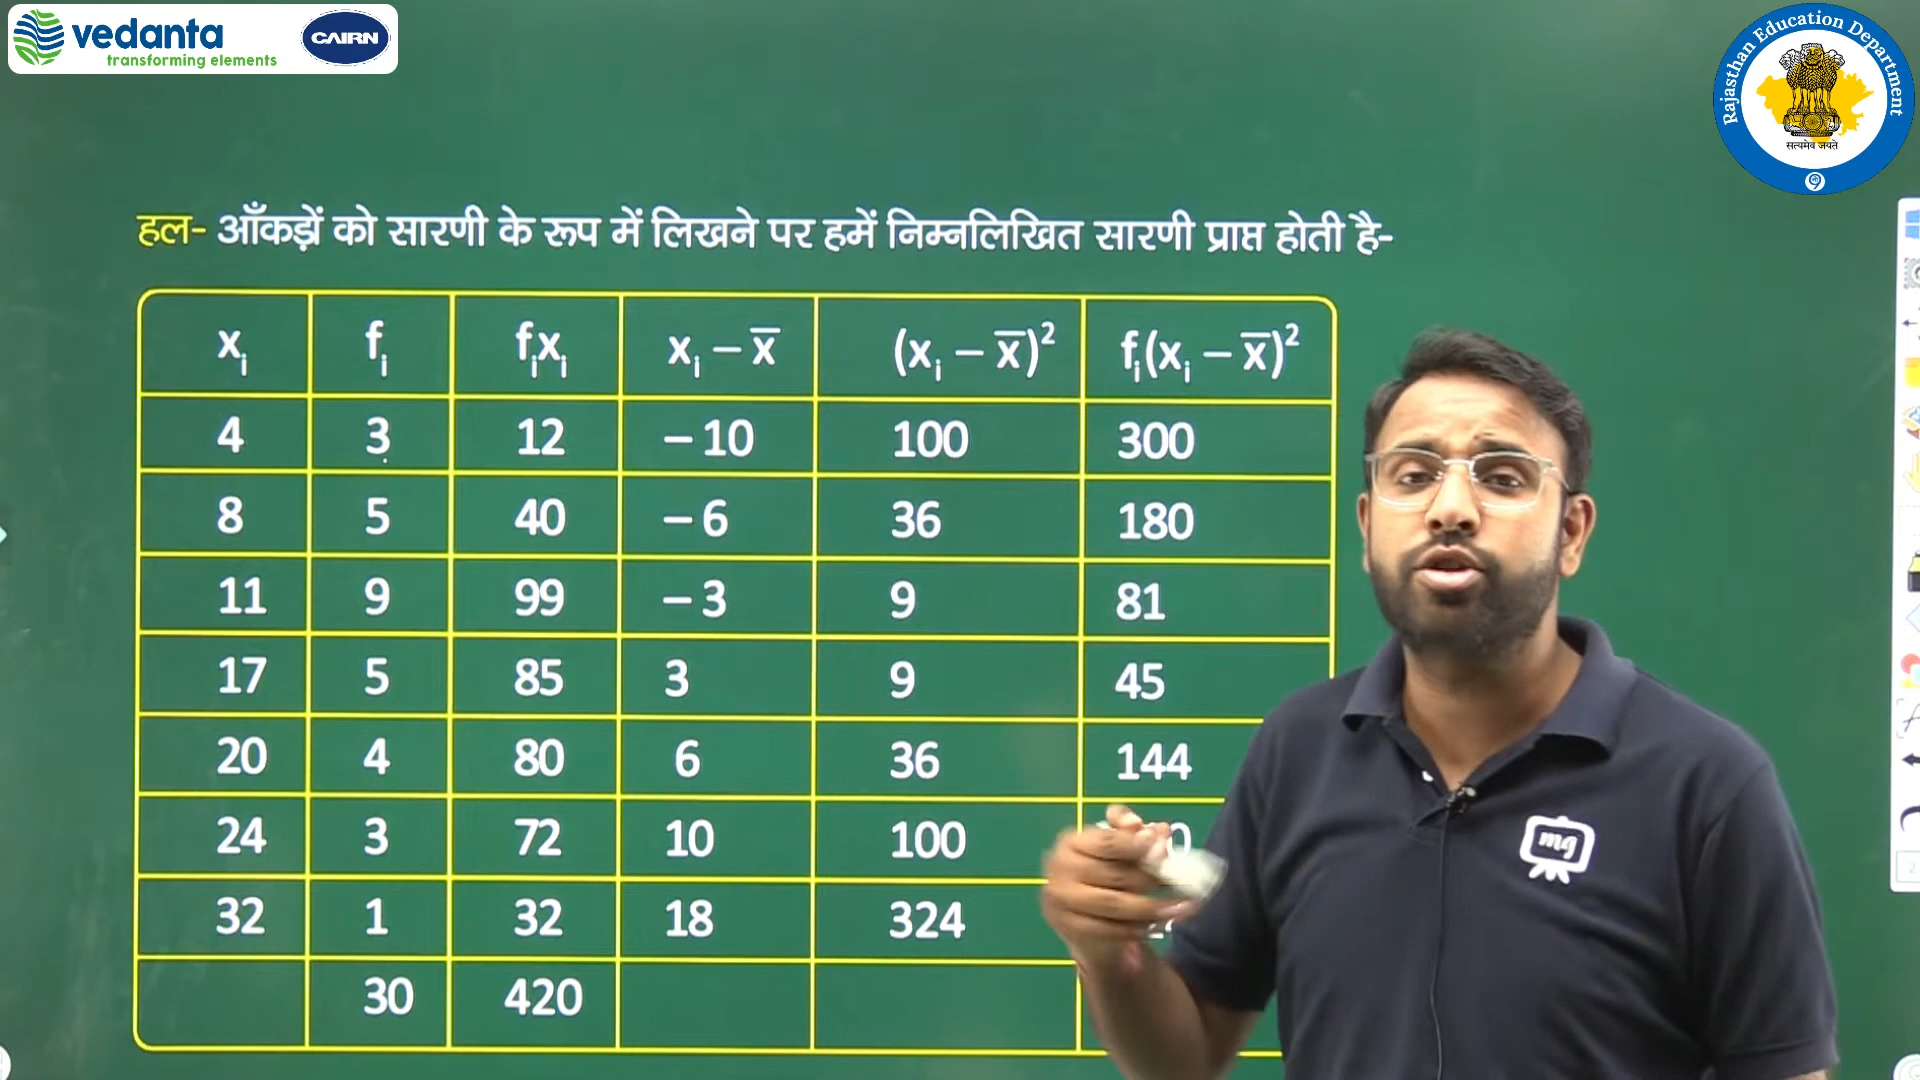 vedanta
transforming elements
CAIRN
Rajasthan Education Department
सत्यमेव जयते
हल- आँकड़ों को सारणी के रूप में लिखने पर हमें निम्नलिखित सारणी प्राप्त होती है-
xᵢ fᵢ fᵢxᵢ xᵢ – x̅ (xᵢ – x̅)² fᵢ(xᵢ – x̅)²
4 3 12 – 10 100 300
8 5 40 – 6 36 180
11 9 99 – 3 9 81
17 5 85 3 9 45
20 4 80 6 36 144
24 3 72 10 100
32 1 32 18 324
30 420
mg